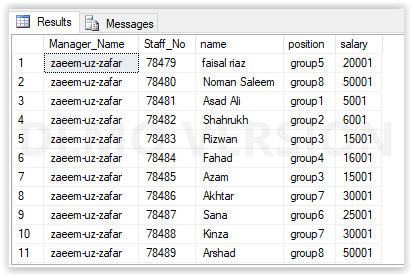 Results Messages
Manager_Name Staff_No name position salary
1 zaeem-uz-zafar 78479 faisal riaz group5 20001
2 zaeem-uz-zafar 78480 Noman Saleem group8 50001
3 zaeem-uz-zafar 78481 Asad Ali group1 5001
4 zaeem-uz-zafar 78482 Shahrukh group2 6001
5 zaeem-uz-zafar 78483 Rizwan group3 15001
6 zaeem-uz-zafar 78484 Fahad group4 16001
7 zaeem-uz-zafar 78485 Azam group3 15001
8 zaeem-uz-zafar 78486 Akhtar group7 30001
9 zaeem-uz-zafar 78487 Sana group6 25001
10 zaeem-uz-zafar 78488 Kinza group7 30001
11 zaeem-uz-zafar 78489 Arshad group8 50001
DEMO VERSION